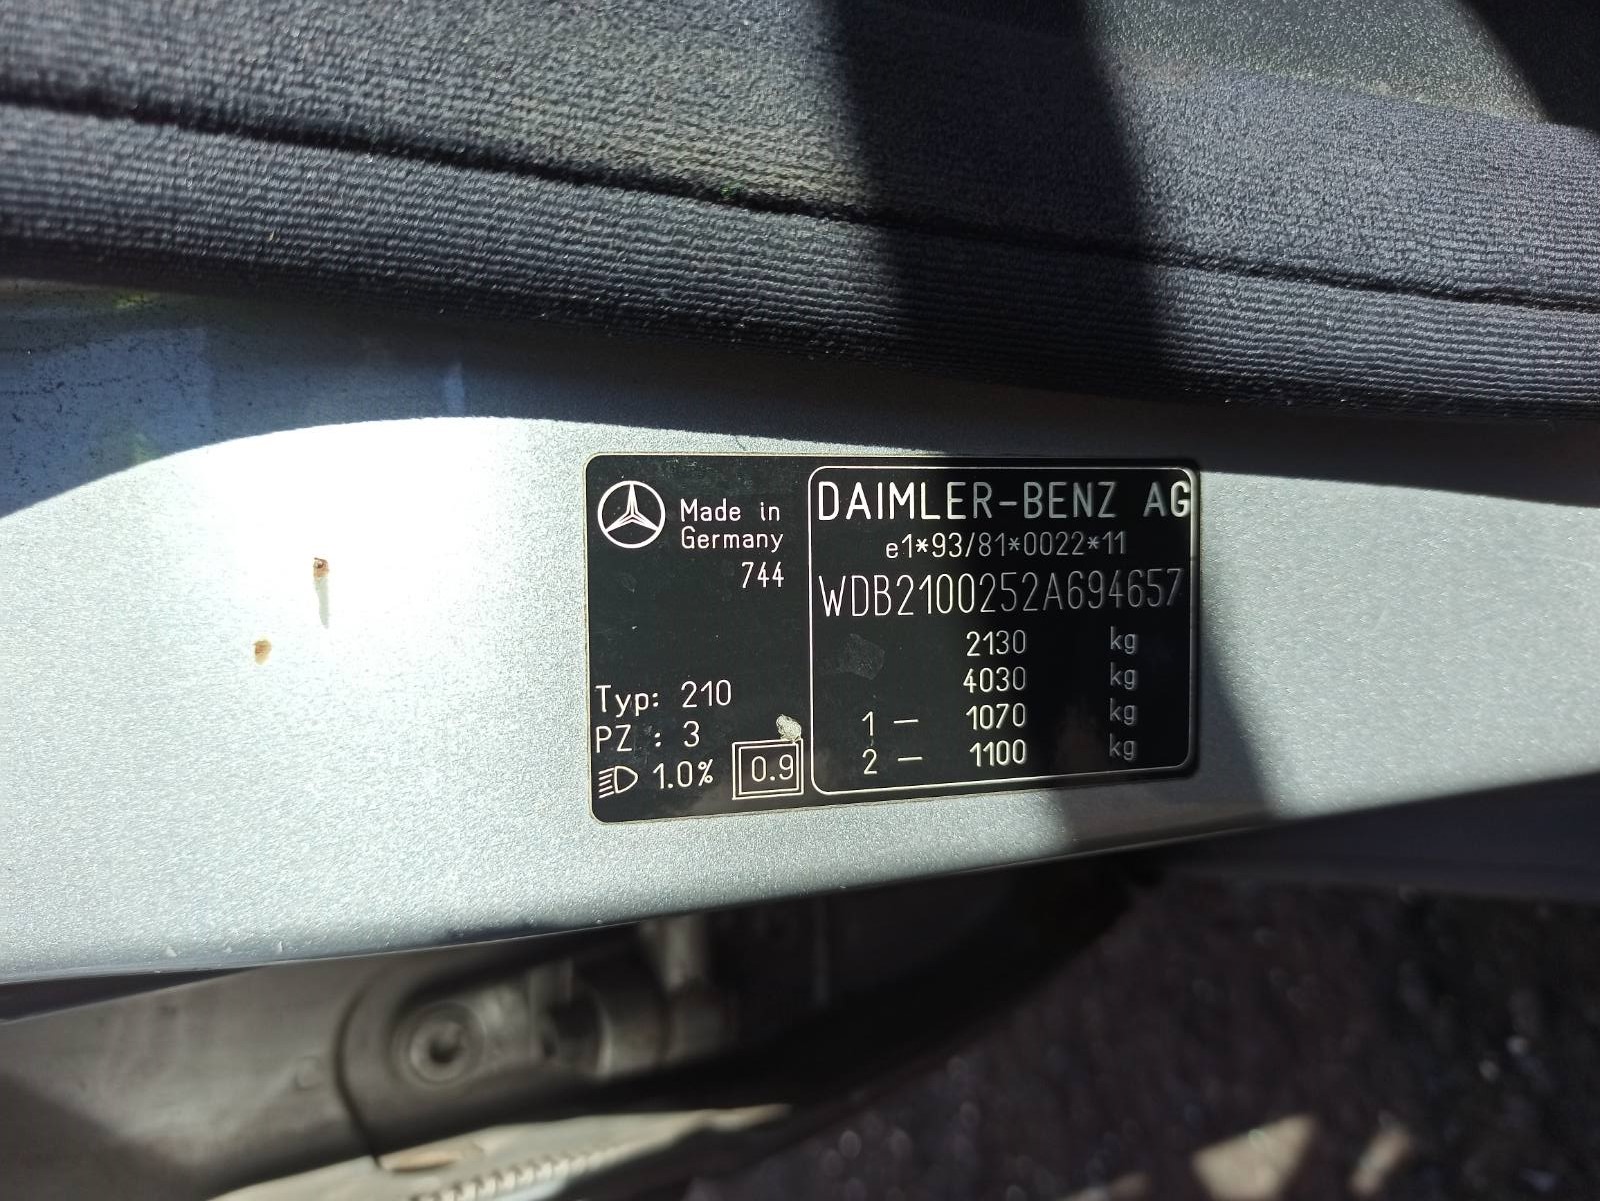 Made in
Germany
744
Typ: 210
PZ : 3
1.0%
0.9
DAIMLER-BENZ AG
e1*93/81*0022*11
WDB2100252A694657
2130 kg
4030 kg
1 — 1070 kg
2 — 1100 kg